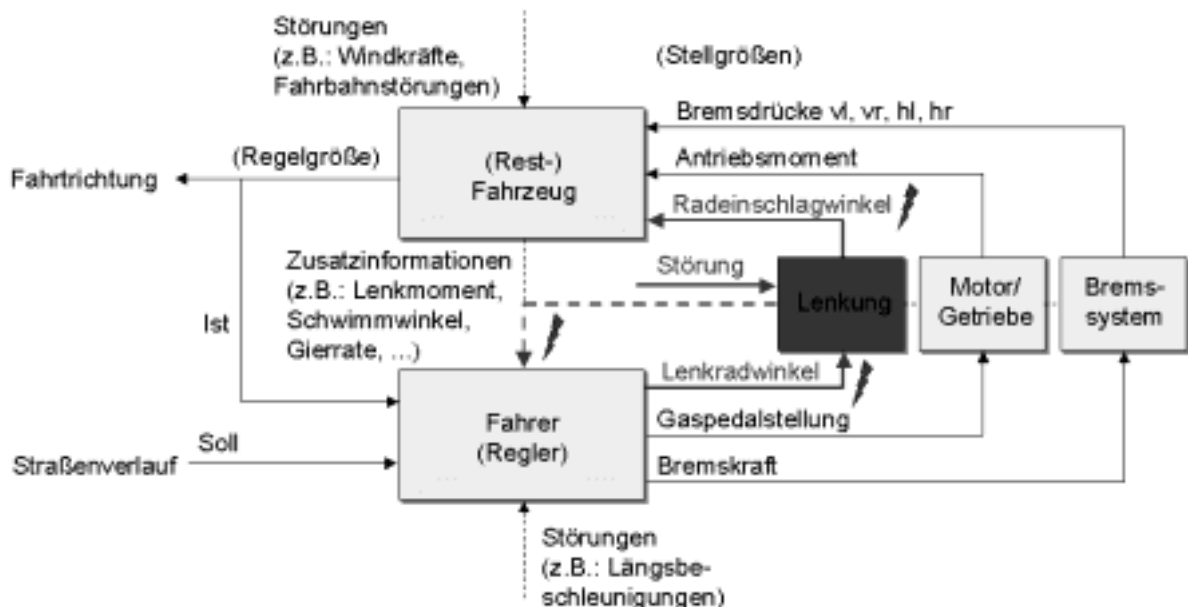 Störungen
(z.B.: Windkräfte,
Fahrbahnstörungen)
(Stellgrößen)
Bremsdrücke vl, vr, hl, hr
(Regelgröße)
Fahrtrichtung
(Rest-)
Fahrzeug
Antriebsmoment
Radeinschlagwinkel
Zusatzinformationen
(z.B.: Lenkmoment,
Schwimmwinkel,
Gierrate, ...)
Störung
Lenkung
Motor/
Getriebe
Brems-
system
Ist
Lenkradwinkel
Fahrer
(Regler)
Gaspedalstellung
Soll
Straßenverlauf
Bremskraft
Störungen
(z.B.: Längsbe-
schleunigungen)